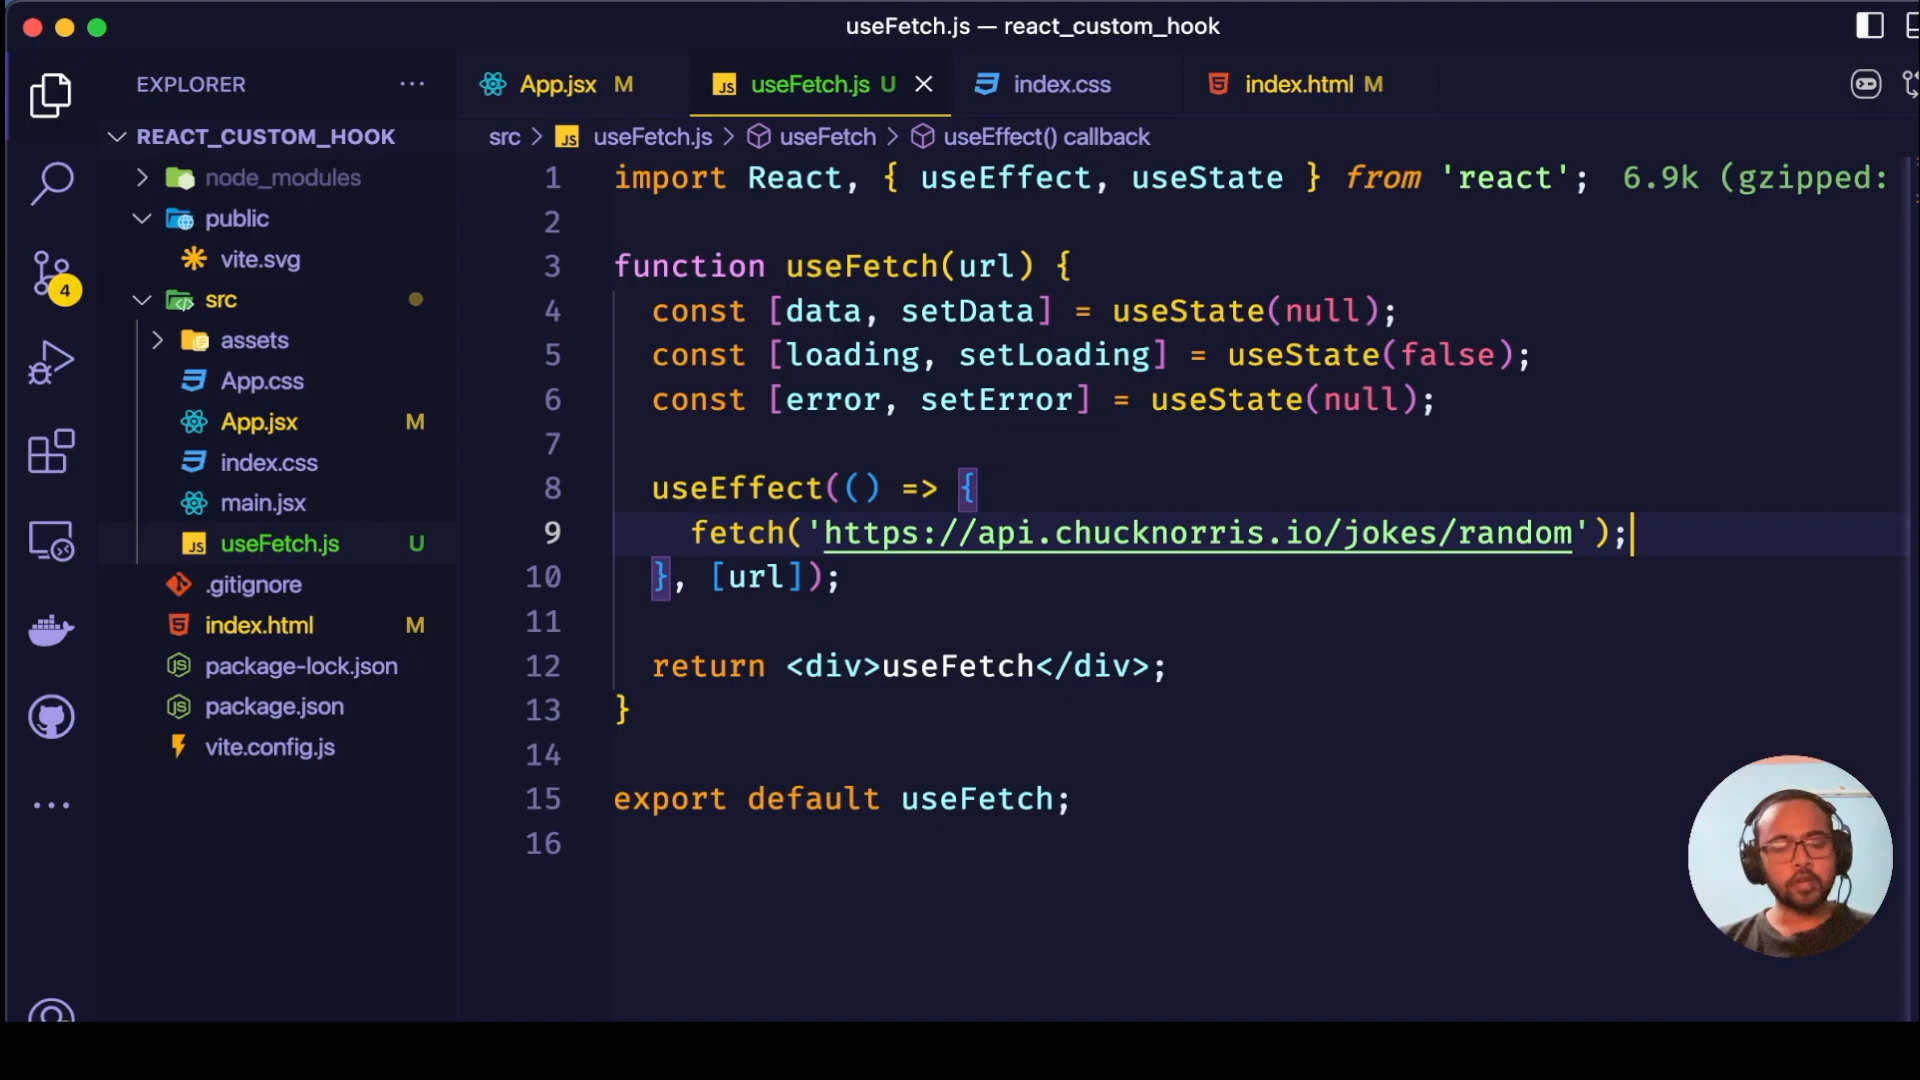 useFetch.js — react_custom_hook
EXPLORER
App.jsx M
useFetch.js U
index.css
index.html M
REACT_CUSTOM_HOOK
src > useFetch.js > useFetch > useEffect() callback
node_modules
public
vite.svg
src
assets
App.css
App.jsx M
index.css
main.jsx
useFetch.js U
.gitignore
index.html M
package-lock.json
package.json
vite.config.js
4
1 import React, { useEffect, useState } from 'react'; 6.9k (gzipped:
2
3 function useFetch(url) {
4 const [data, setData] = useState(null);
5 const [loading, setLoading] = useState(false);
6 const [error, setError] = useState(null);
7
8 useEffect(() => {
9 fetch('https://api.chucknorris.io/jokes/random');
10 }, [url]);
11
12 return <div>useFetch</div>;
13 }
14
15 export default useFetch;
16